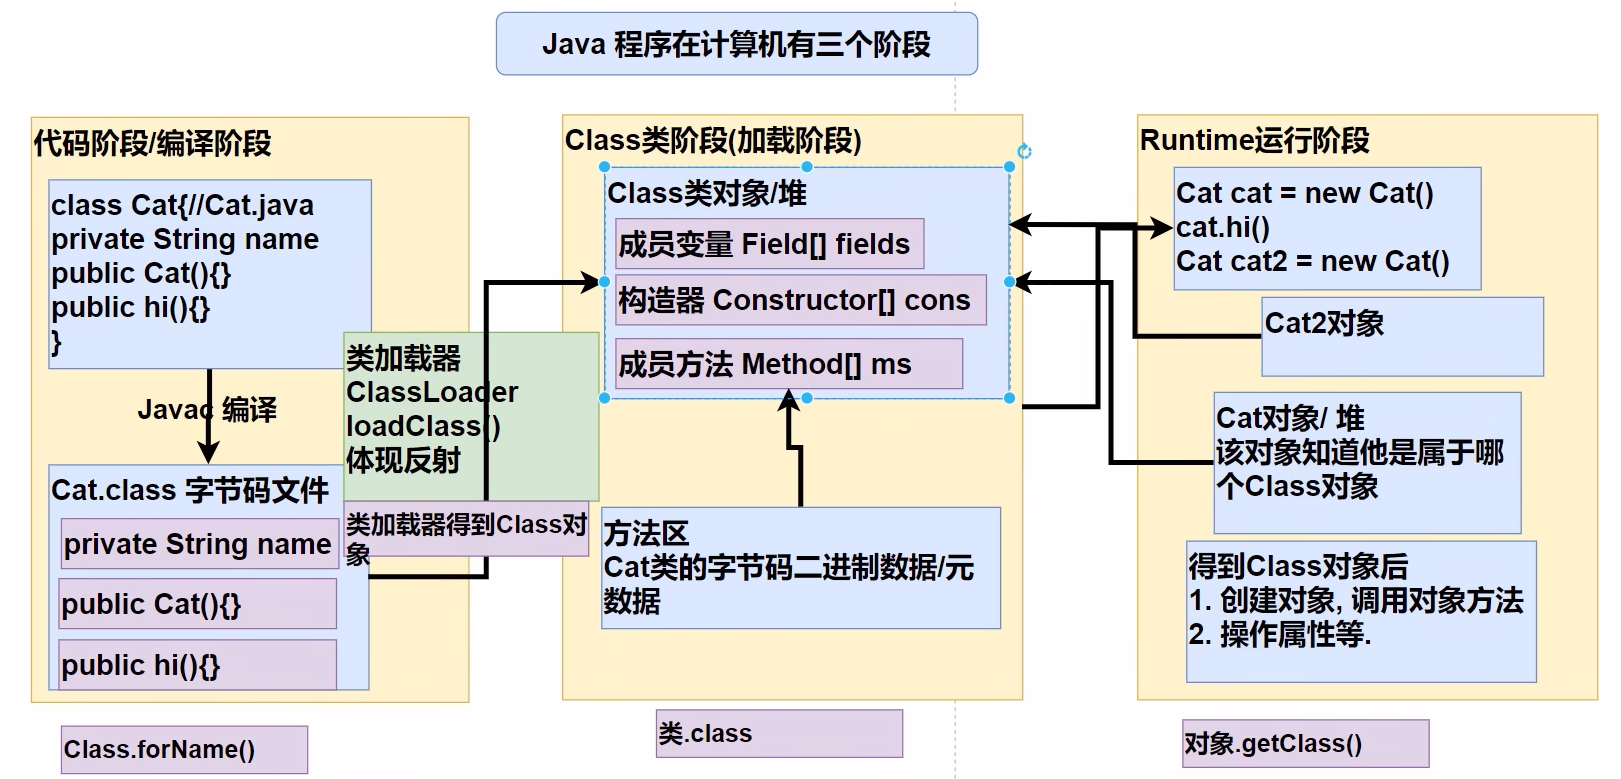 Java 程序在计算机有三个阶段
代码阶段/编译阶段
class Cat{//Cat.java
private String name
public Cat(){}
public hi(){}
}
Javac 编译
Cat.class 字节码文件
private String name
public Cat(){}
public hi(){}
类加载器
ClassLoader
loadClass()
体现反射
类加载器得到Class对
象
Class.forName()
Class类阶段(加载阶段)
Class类对象/堆
成员变量 Field[] fields
构造器 Constructor[] cons
成员方法 Method[] ms
方法区
Cat类的字节码二进制数据/元
数据
类.class
Runtime运行阶段
Cat cat = new Cat()
cat.hi()
Cat cat2 = new Cat()
Cat2对象
Cat对象/ 堆
该对象知道他是属于哪
个Class对象
得到Class对象后
1. 创建对象, 调用对象方法
2. 操作属性等.
对象.getClass()